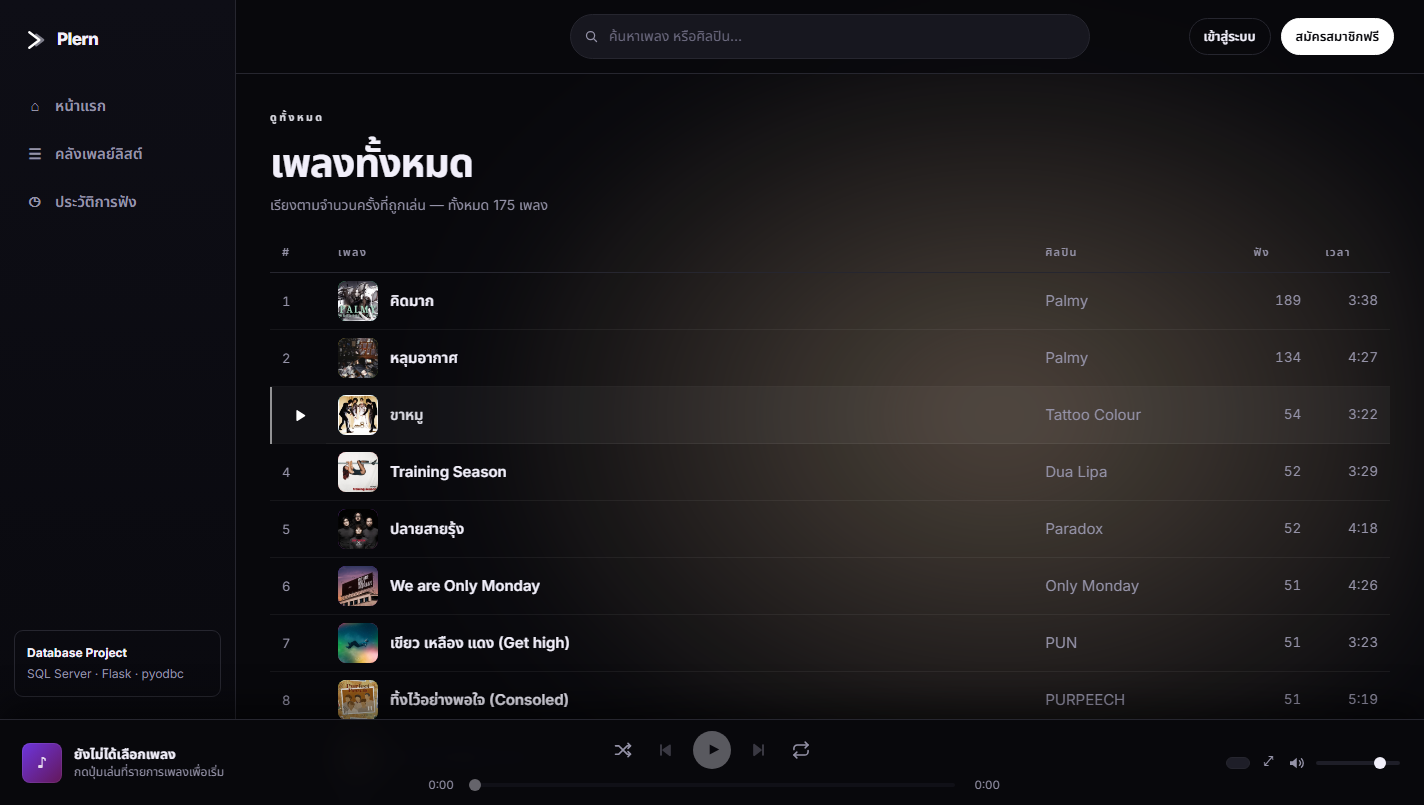 Plern
ค้นหาเพลง หรือศิลปิน...
เข้าสู่ระบบ
สมัครสมาชิกฟรี
หน้าแรก
คลังเพลย์ลิสต์
ประวัติการฟัง
ดูทั้งหมด
เพลงทั้งหมด
เรียงตามจำนวนครั้งที่ถูกเล่น — ทั้งหมด 175 เพลง
# เพลง ศิลปิน ฟัง เวลา
1 คิดมาก Palmy 189 3:38
2 หลุมอากาศ Palmy 134 4:27
ขาหมู Tattoo Colour 54 3:22
4 Training Season Dua Lipa 52 3:29
5 ปลายสายรุ้ง Paradox 52 4:18
6 We are Only Monday Only Monday 51 4:26
7 เขียว เหลือง แดง (Get high) PUN 51 3:23
8 ทิ้งไว้อย่างพอใจ (Consoled) PURPEECH 51 5:19
Database Project
SQL Server · Flask · pyodbc
ยังไม่ได้เลือกเพลง
กดปุ่มเล่นที่รายการเพลงเพื่อเริ่ม
0:00 0:00